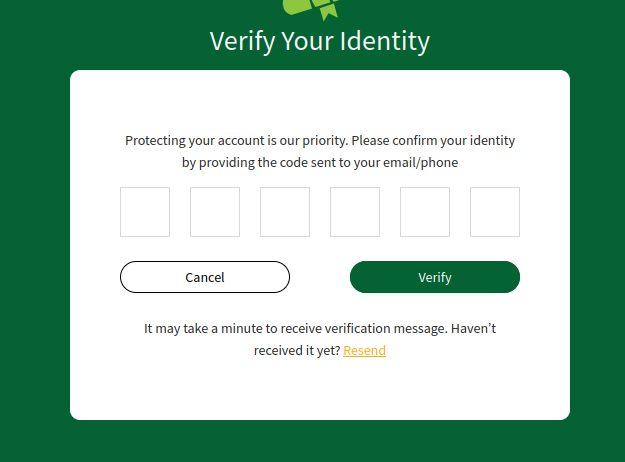 Verify Your Identity
Protecting your account is our priority. Please confirm your identity
by providing the code sent to your email/phone
Cancel
Verify
It may take a minute to receive verification message. Haven't
received it yet? Resend